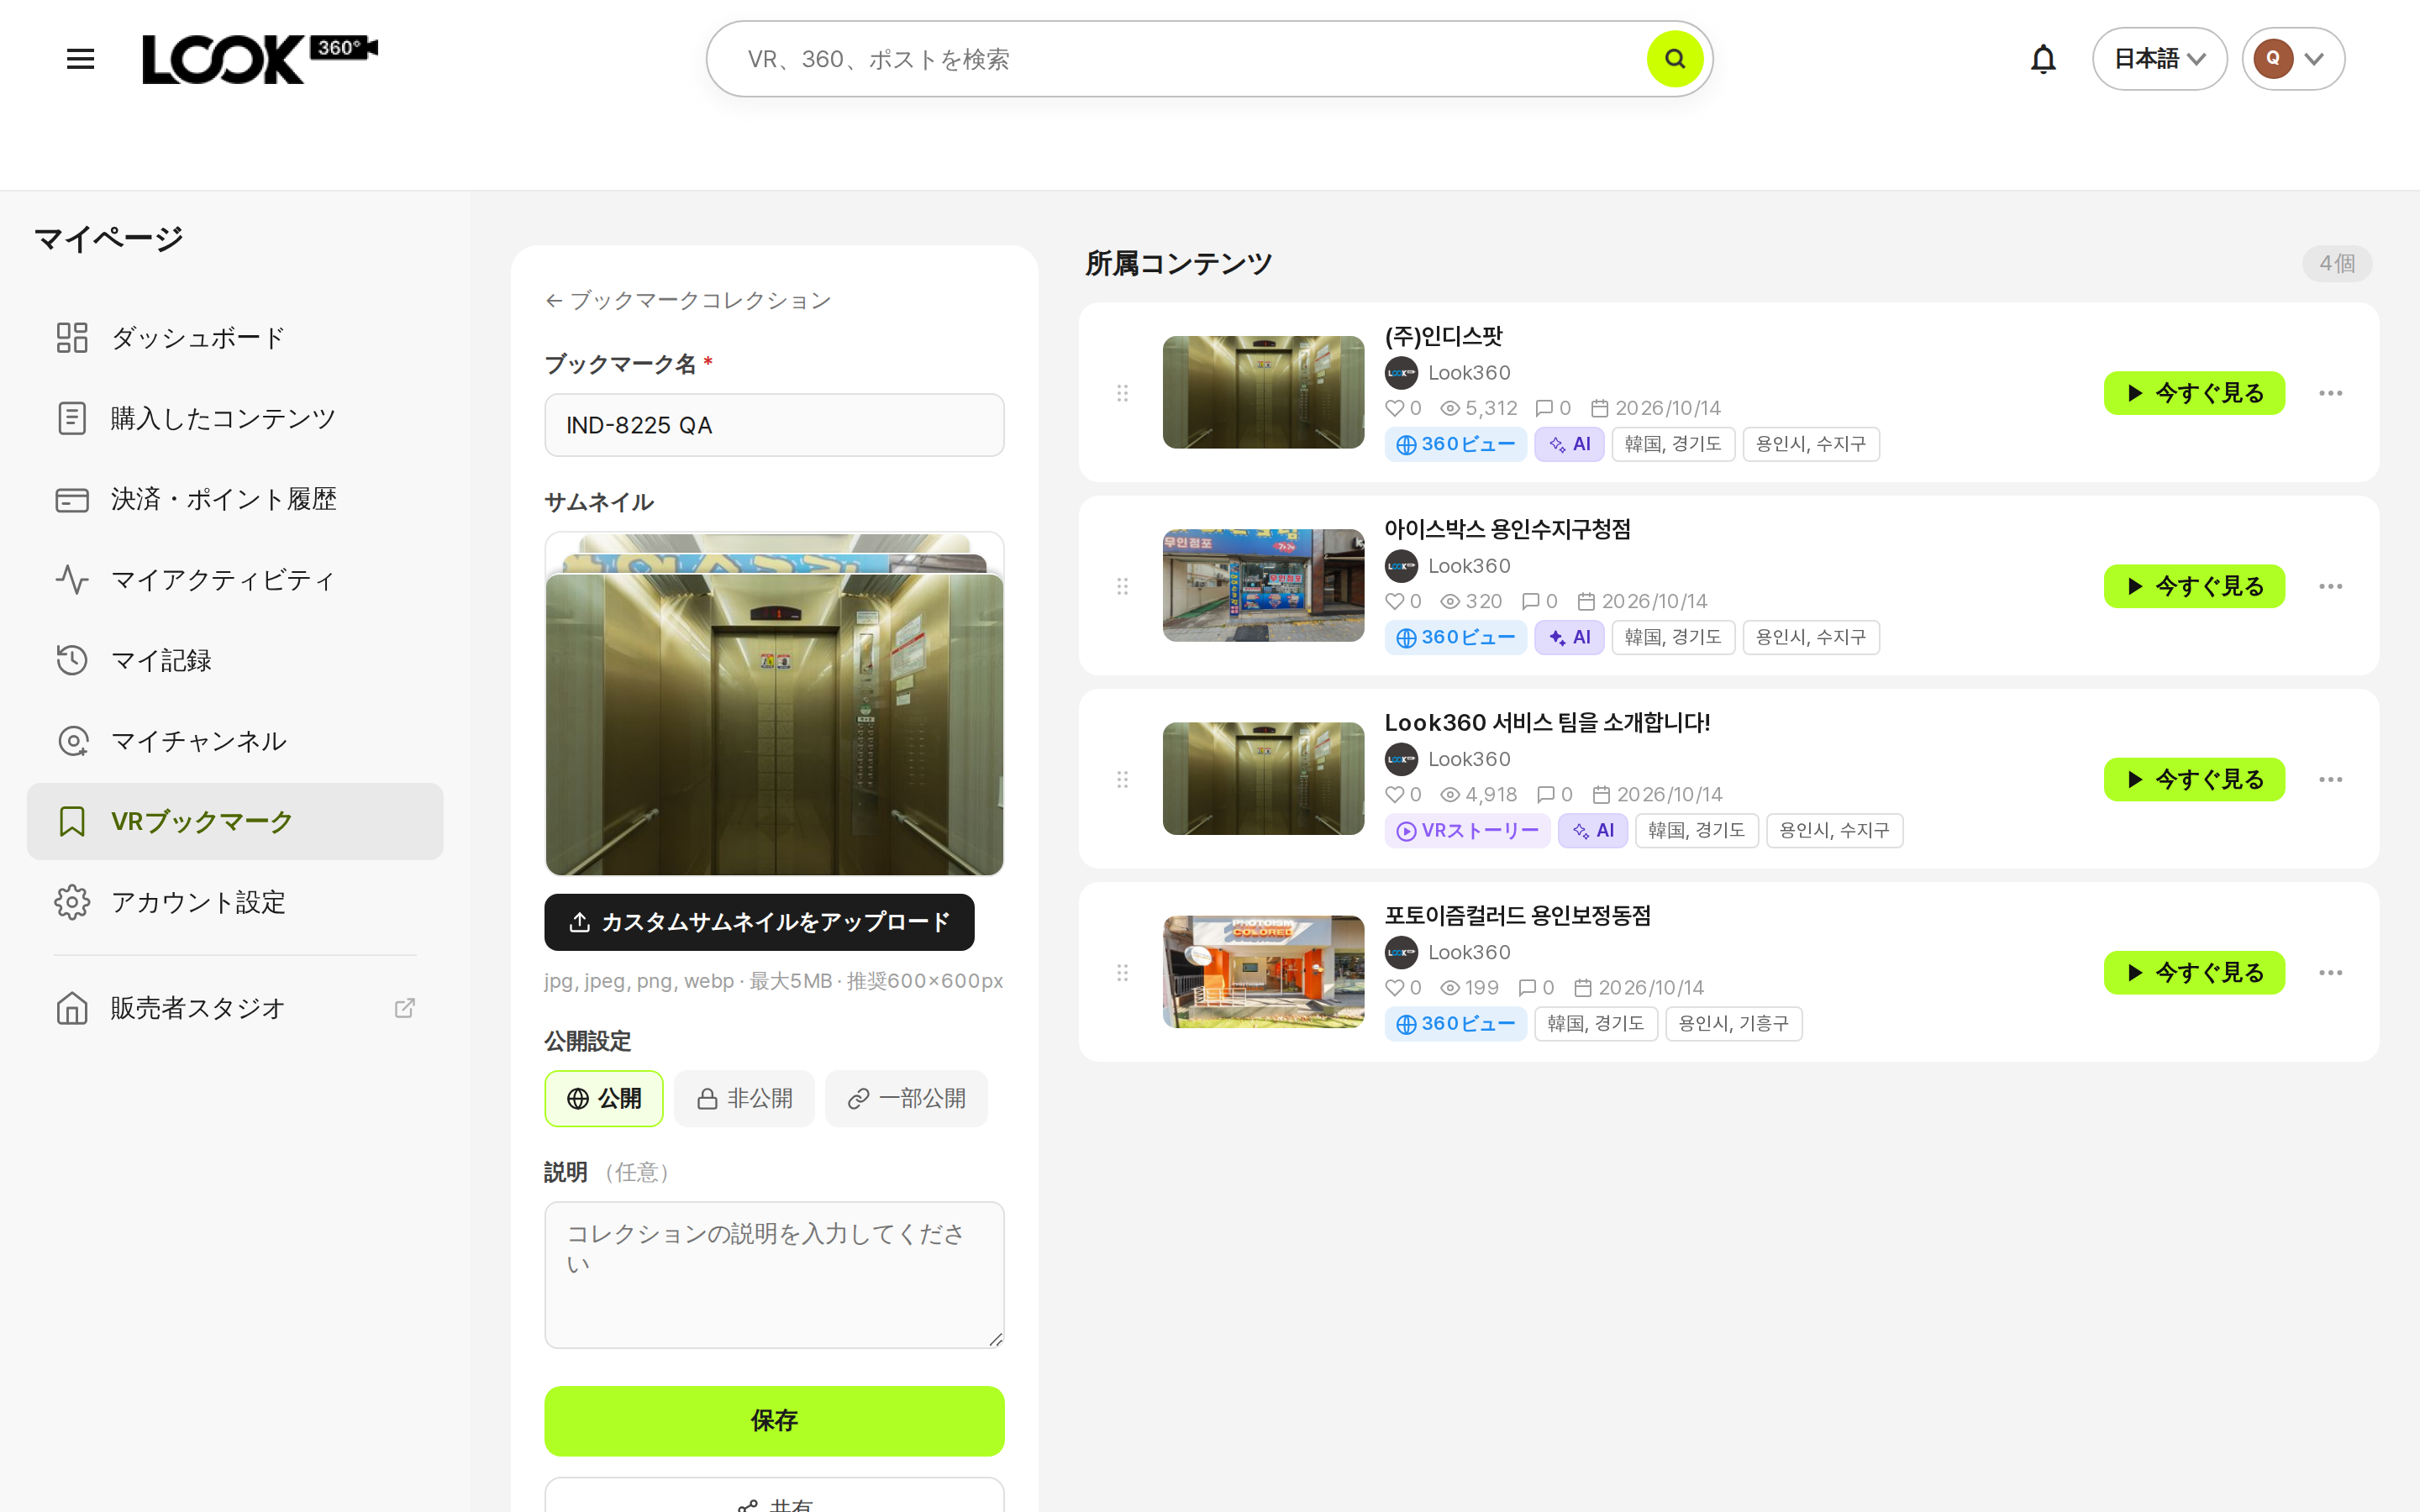 LOOK 360°
VR、360、ポストを検索
日本語
Q
マイページ
ダッシュボード
購入したコンテンツ
決済・ポイント履歴
マイアクティビティ
マイ記録
マイチャンネル
VRブックマーク
アカウント設定
販売者スタジオ
← ブックマークコレクション
ブックマーク名 *
IND-8225 QA
サムネイル
カスタムサムネイルをアップロード
jpg, jpeg, png, webp · 最大5MB · 推奨600×600px
公開設定
公開
非公開
一部公開
説明 （任意）
コレクションの説明を入力してくださ
い
保存
共有
所属コンテンツ
4個
(주)인디스팟
Look360
0 5,312 0 2026/10/14
360ビュー AI 韓国, 경기도 용인시, 수지구
今すぐ見る
아이스박스 용인수지구청점
Look360
0 320 0 2026/10/14
360ビュー AI 韓国, 경기도 용인시, 수지구
今すぐ見る
무인점포
Look360 서비스 팀을 소개합니다!
Look360
0 4,918 0 2026/10/14
VRストーリー AI 韓国, 경기도 용인시, 수지구
今すぐ見る
포토이즘컬러드 용인보정동점
Look360
0 199 0 2026/10/14
360ビュー 韓国, 경기도 용인시, 기흥구
今すぐ見る
PHOTOISM
COLORED